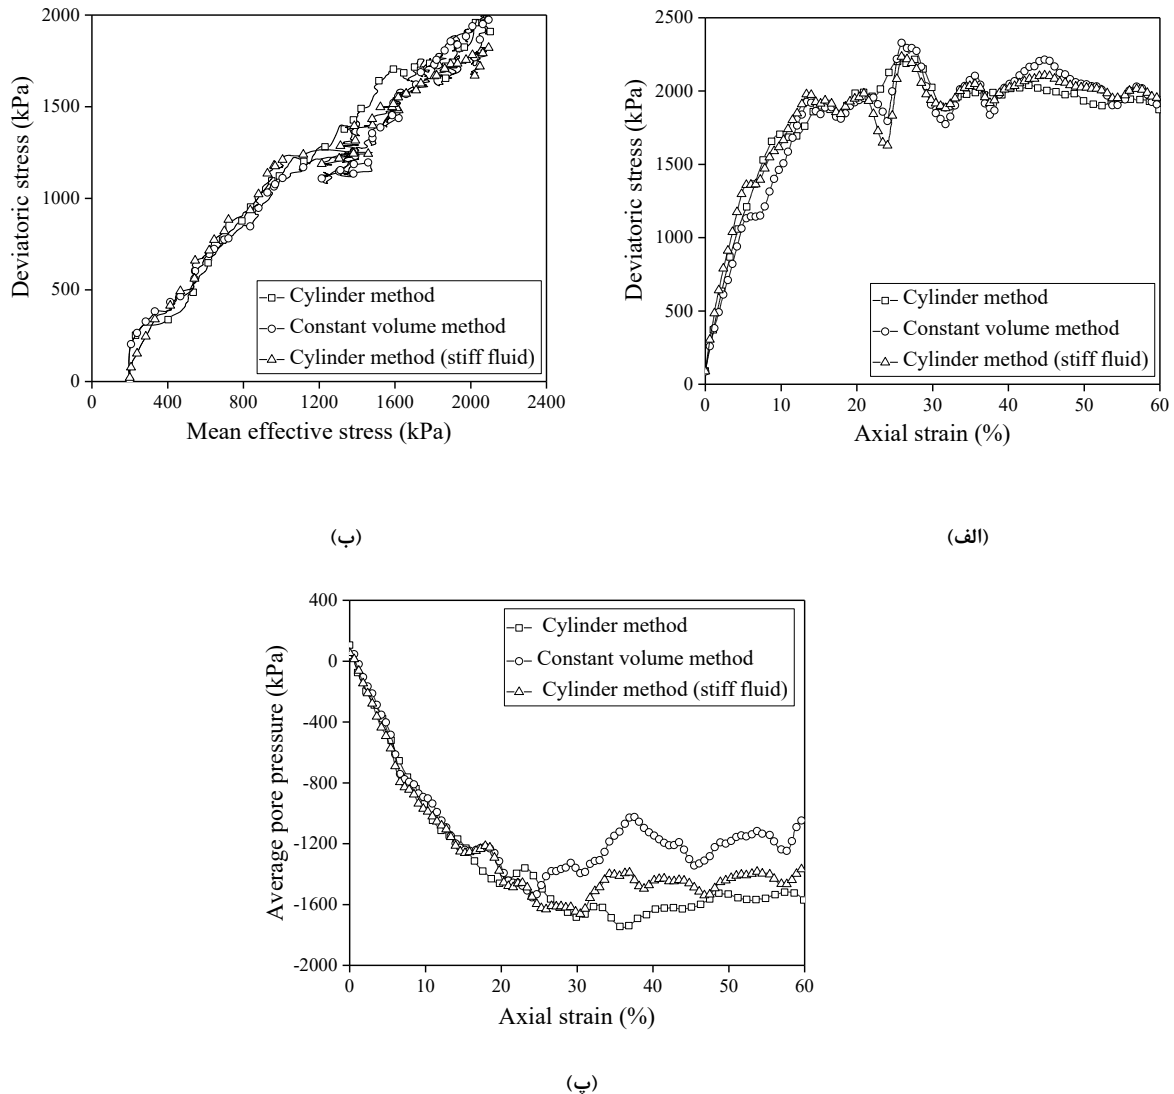 2000
1500
1000
500
0
Deviatoric stress (kPa)
Cylinder method
Constant volume method
Cylinder method (stiff fluid)
0 400 800 1200 1600 2000 2400
Mean effective stress (kPa)
(ب)
2500
2000
1500
1000
500
0
Deviatoric stress (kPa)
Cylinder method
Constant volume method
Cylinder method (stiff fluid)
0 10 20 30 40 50 60
Axial strain (%)
(الف)
400
0
-400
-800
-1200
-1600
-2000
Average pore pressure (kPa)
Cylinder method
Constant volume method
Cylinder method (stiff fluid)
0 10 20 30 40 50 60
Axial strain (%)
(پ)